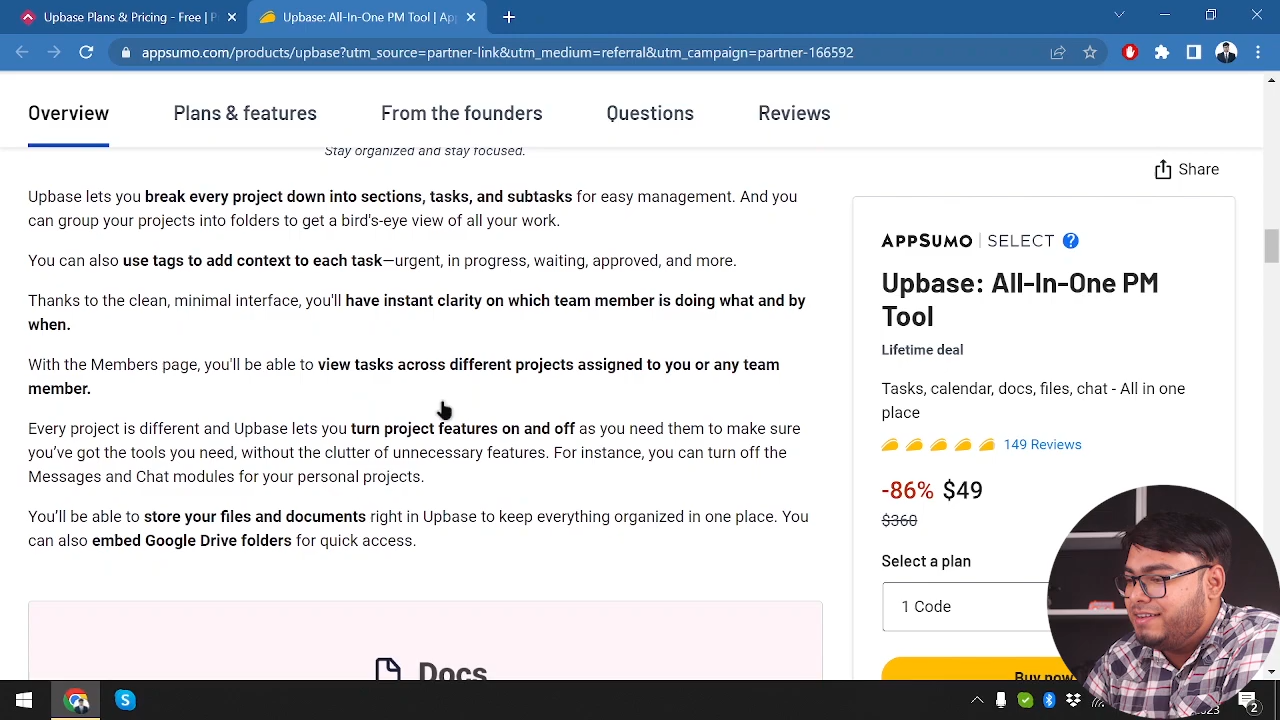 Upbase Plans & Pricing - Free | P
Upbase: All-In-One PM Tool | Ap
appsumo.com/products/upbase?utm_source=partner-link&utm_medium=referral&utm_campaign=partner-166592
Overview
Plans & features
From the founders
Questions
Reviews
Stay organized and stay focused.
Share
Upbase lets you break every project down into sections, tasks, and subtasks for easy management. And you
can group your projects into folders to get a bird's-eye view of all your work.
You can also use tags to add context to each task—urgent, in progress, waiting, approved, and more.
Thanks to the clean, minimal interface, you'll have instant clarity on which team member is doing what and by
when.
With the Members page, you'll be able to view tasks across different projects assigned to you or any team
member.
Every project is different and Upbase lets you turn project features on and off as you need them to make sure
you've got the tools you need, without the clutter of unnecessary features. For instance, you can turn off the
Messages and Chat modules for your personal projects.
You'll be able to store your files and documents right in Upbase to keep everything organized in one place. You
can also embed Google Drive folders for quick access.
Docs
APPSUMO | SELECT ?
Upbase: All-In-One PM
Tool
Lifetime deal
Tasks, calendar, docs, files, chat - All in one
place
149 Reviews
-86% $49
$360
Select a plan
1 Code
Buy now
2